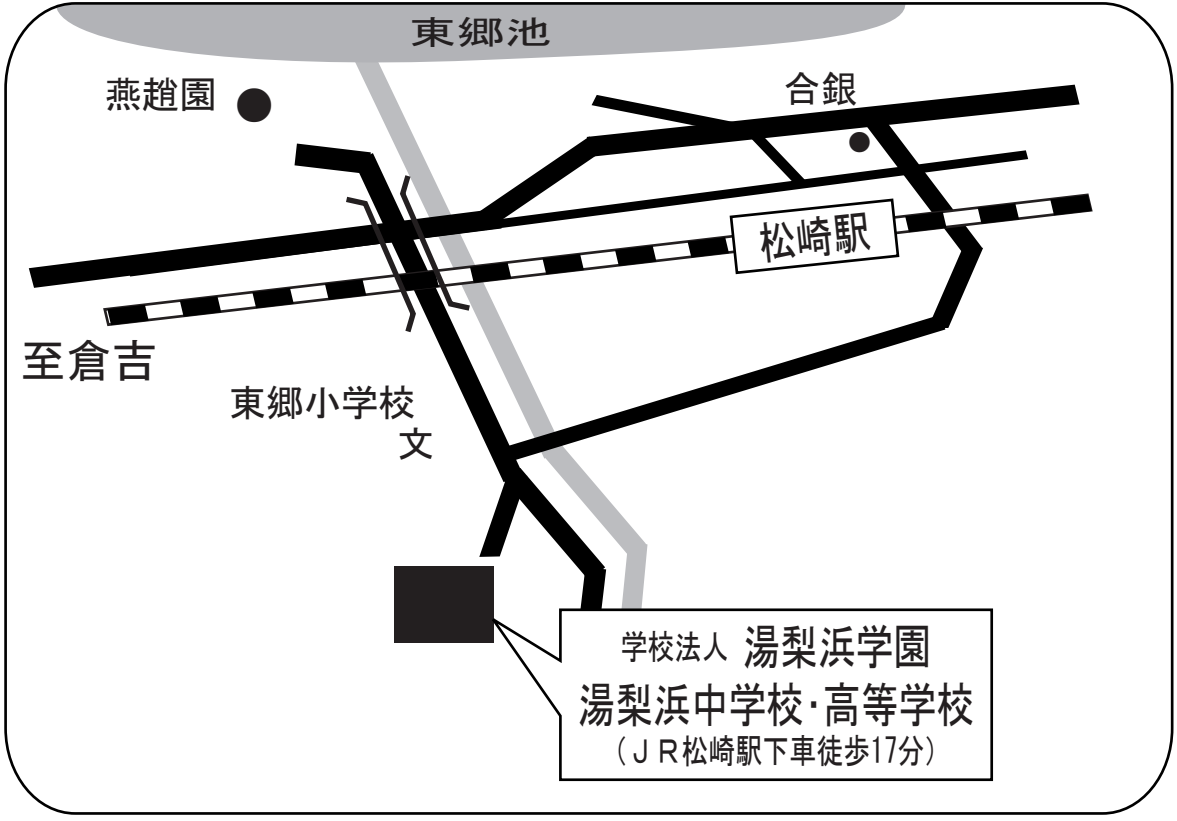 東郷池
燕趙園
合銀
松崎駅
至倉吉
東郷小学校
文
学校法人 湯梨浜学園
湯梨浜中学校・高等学校
(JR松崎駅下車徒歩17分)